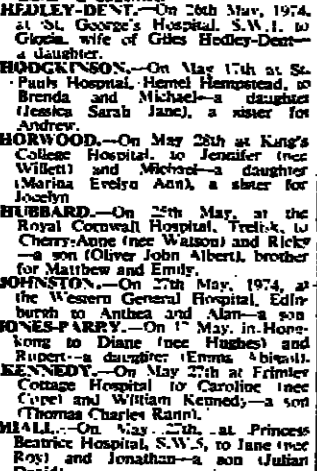 HEDLEY-DENT.—On 26th May, 1974,
at St. George's Hospital. S.W.1. to
wife of Giles Hedley-Dent—
a daughter.
HODGKINSON.—On May 17th at St.
Pauls Hospital, Hemel Hempstead, to
Brenda and Michael—a daughter
(Jessica Sarah Jane), a sister for
Andrew.
HORWOOD.—On May 28th at King's
College Hospital, to Jennifer (nee
Willett) and Michael—a daughter
(Marina Evelyn Ann), a sister for
Jocelyn
HUBBARD.—On 25th May, at the
Royal Cornwall Hospital, Trelisk, to
Cherry-Anne (nee Watson) and Ricky
—a son (Oliver John Albert), brother
for Matthew and Emily.
JOHNSTON.—On 27th May, 1974, at
the Western General Hospital, Edin-
burgh to Anthea and Alan—a son
JONES-PARRY.—On May. in Hong-
kong to Diane (nee Hughes) and
Rupert—a daughter (Emma Abigail).
KENNEDY.—On May 27th at Frimley
Cottage Hospital to Caroline (nee
and William Kennedy—a son
(Thomas Charles
MIALL.—On May 27th, at Princess
Beatrice Hospital, S.W.5, to Jane (nee
Roy) and Jonathan—a son (Julian